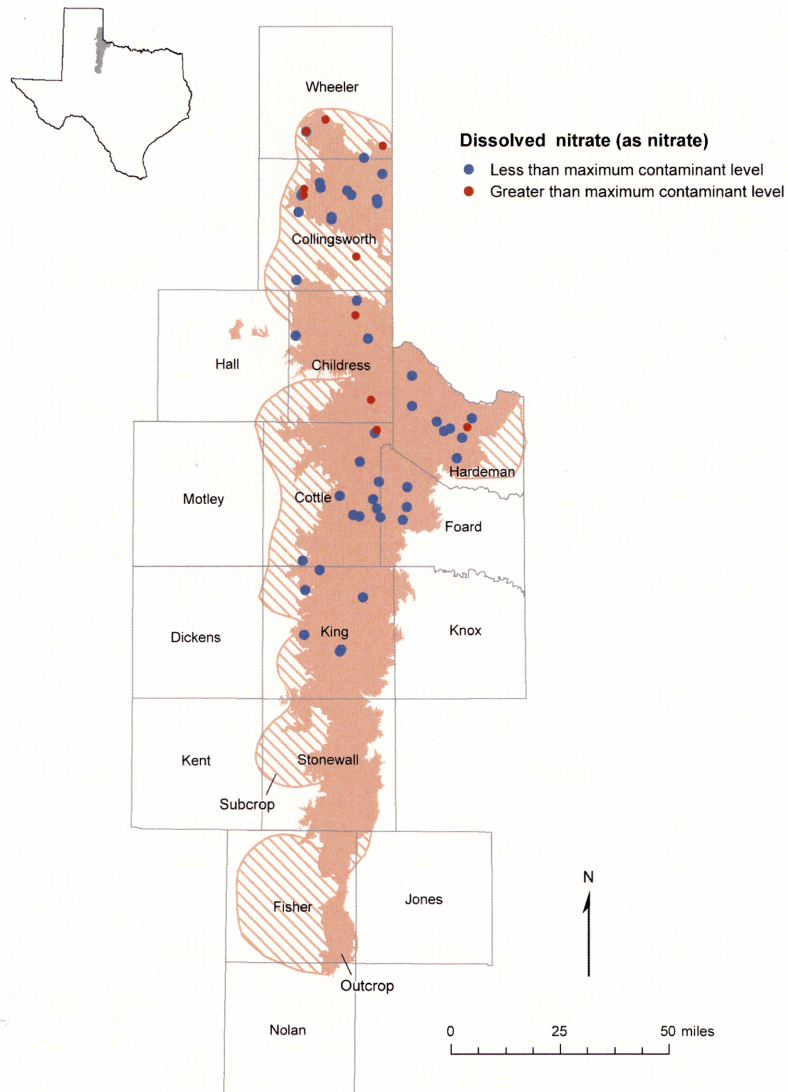 Wheeler
Dissolved nitrate (as nitrate)
Less than maximum contaminant level
Greater than maximum contaminant level
Collingsworth
Hall
Childress
Hardeman
Motley
Cottle
Foard
Dickens
King
Knox
Kent
Stonewall
Subcrop
N
Fisher
Jones
Outcrop
Nolan
0 25 50 miles